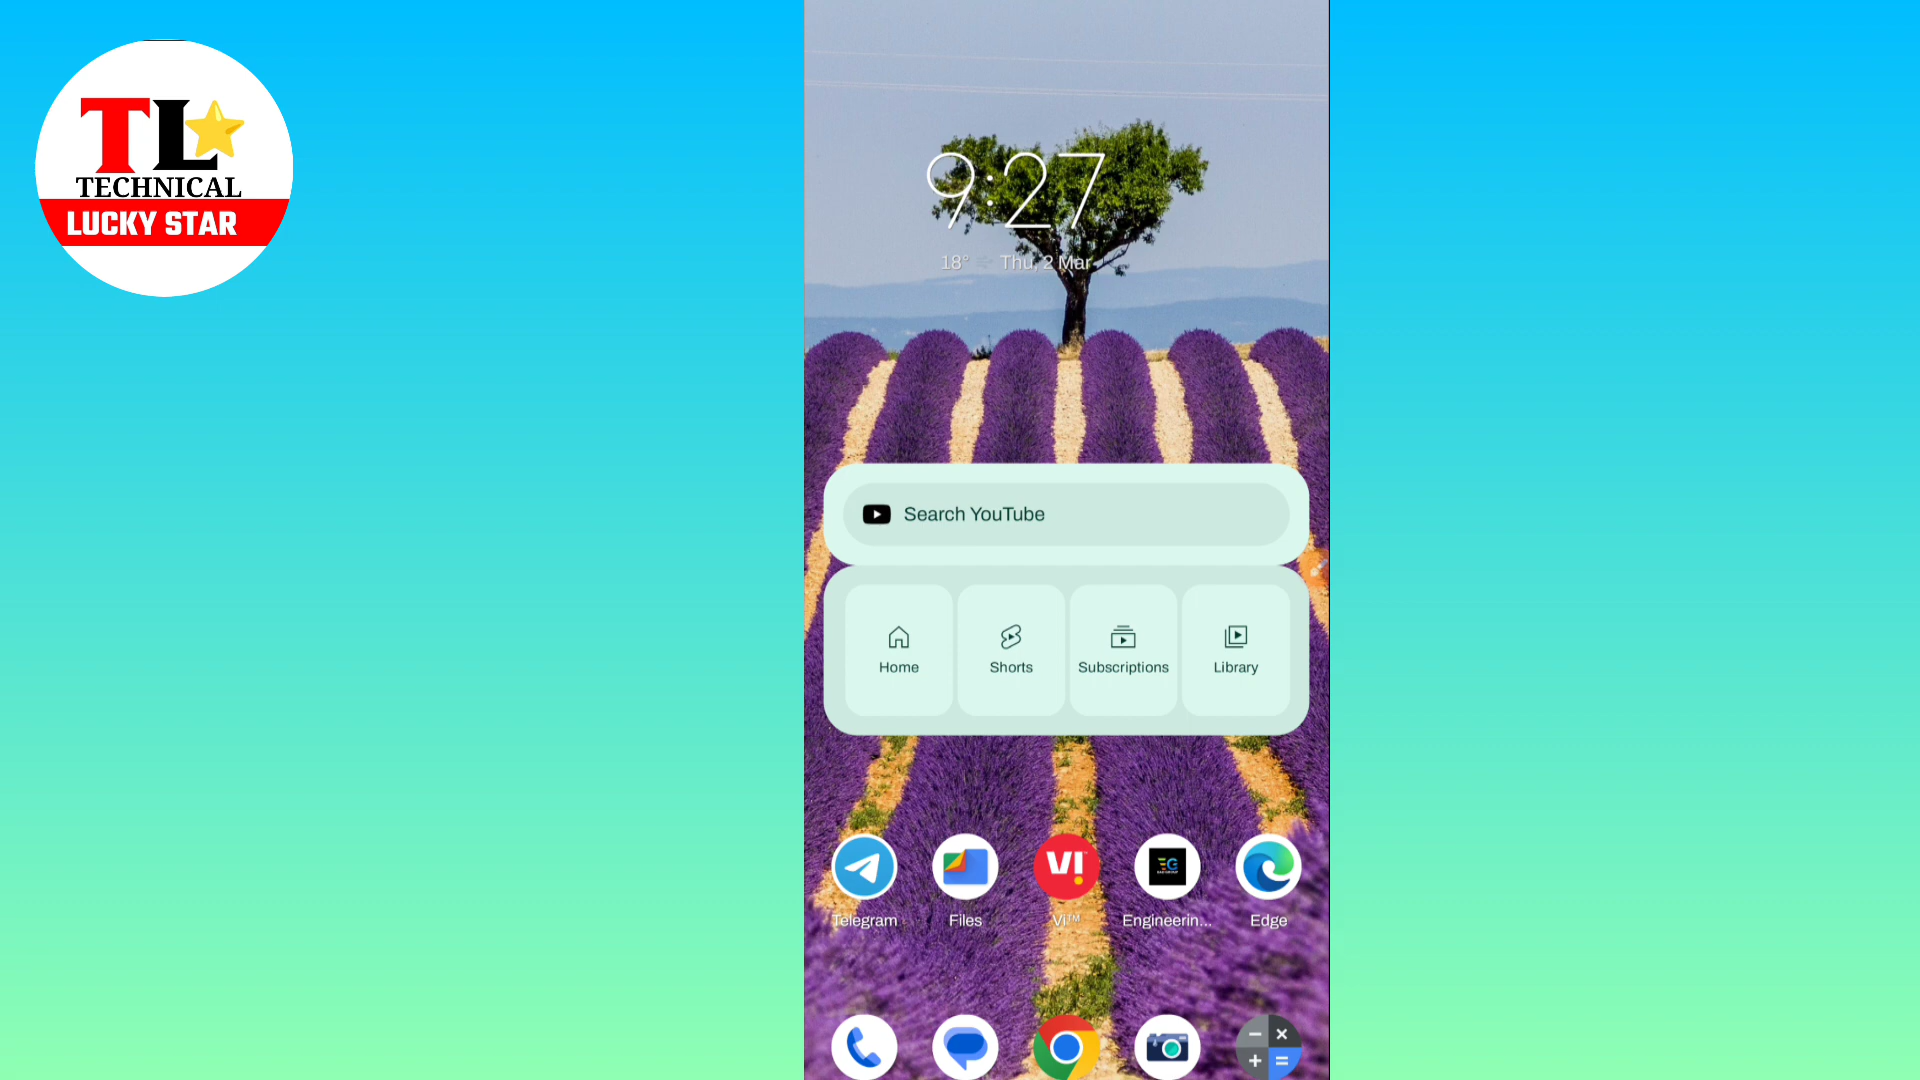 TL
TECHNICAL
LUCKY STAR
9:27
18° Thu, 2 Mar
Search YouTube
Home Shorts Subscriptions Library
Telegram Files Vi™ Engineerin... Edge